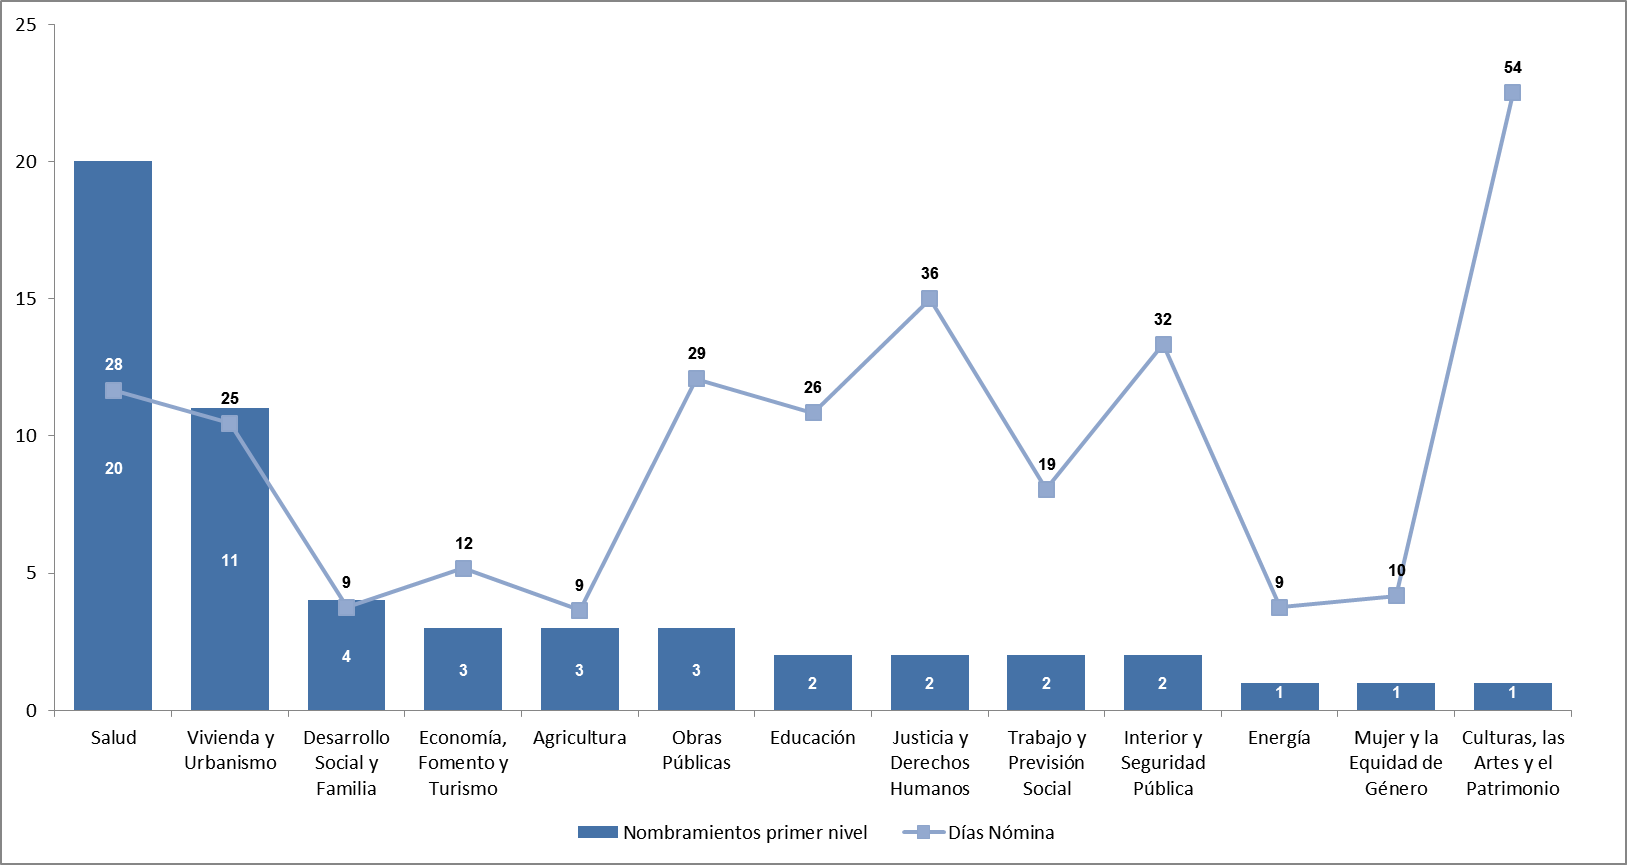 25
20
15
10
5
0
28
25
9
12
9
29
26
36
19
32
9
10
54
20
11
4
3
3
3
2
2
2
2
1
1
1
Salud
Vivienda y
Urbanismo
Desarrollo
Social y
Familia
Economía,
Fomento y
Turismo
Agricultura
Obras
Públicas
Educación
Justicia y
Derechos
Humanos
Trabajo y
Previsión
Social
Interior y
Seguridad
Pública
Energía
Mujer y la
Equidad de
Género
Culturas, las
Artes y el
Patrimonio
Nombramientos primer nivel
Días Nómina